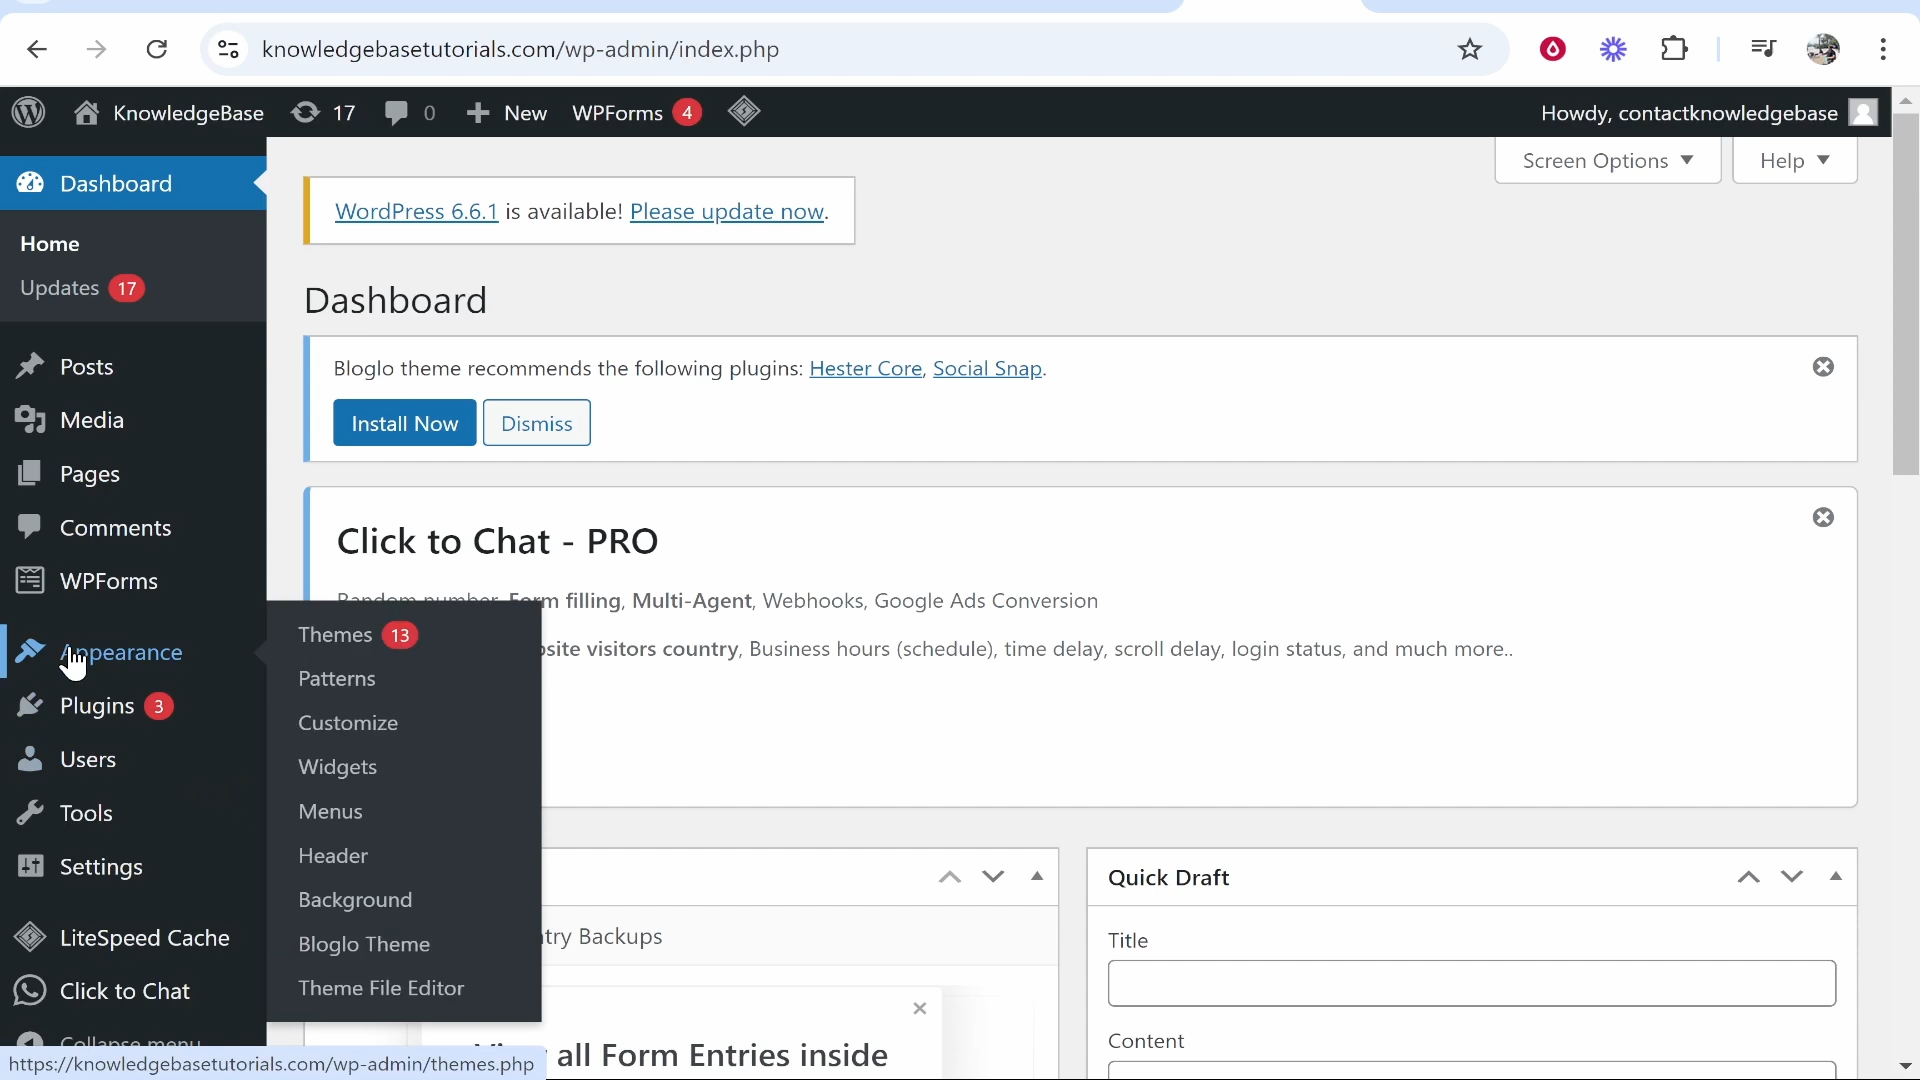 knowledgebasetutorials.com/wp-admin/index.php
KnowledgeBase 17 0 New WPForms 4 Howdy, contactknowledgebase
Screen Options Help
Dashboard
WordPress 6.6.1 is available! Please update now.
Home
Updates 17
Dashboard
Posts
Media
Pages
Comments
WPForms
Appearance
Plugins 3
Users
Tools
Settings
LiteSpeed Cache
Click to Chat
Collapse menu
Bloglo theme recommends the following plugins: Hester Core, Social Snap.
Install Now Dismiss
Click to Chat - PRO
Random number, Form filling, Multi-Agent, Webhooks, Google Ads Conversion
site visitors country, Business hours (schedule), time delay, scroll delay, login status, and much more..
Themes 13
Patterns
Customize
Widgets
Menus
Header
Background
Bloglo Theme
Theme File Editor
try Backups
all Form Entries inside
Quick Draft
Title
Content
https://knowledgebasetutorials.com/wp-admin/themes.php